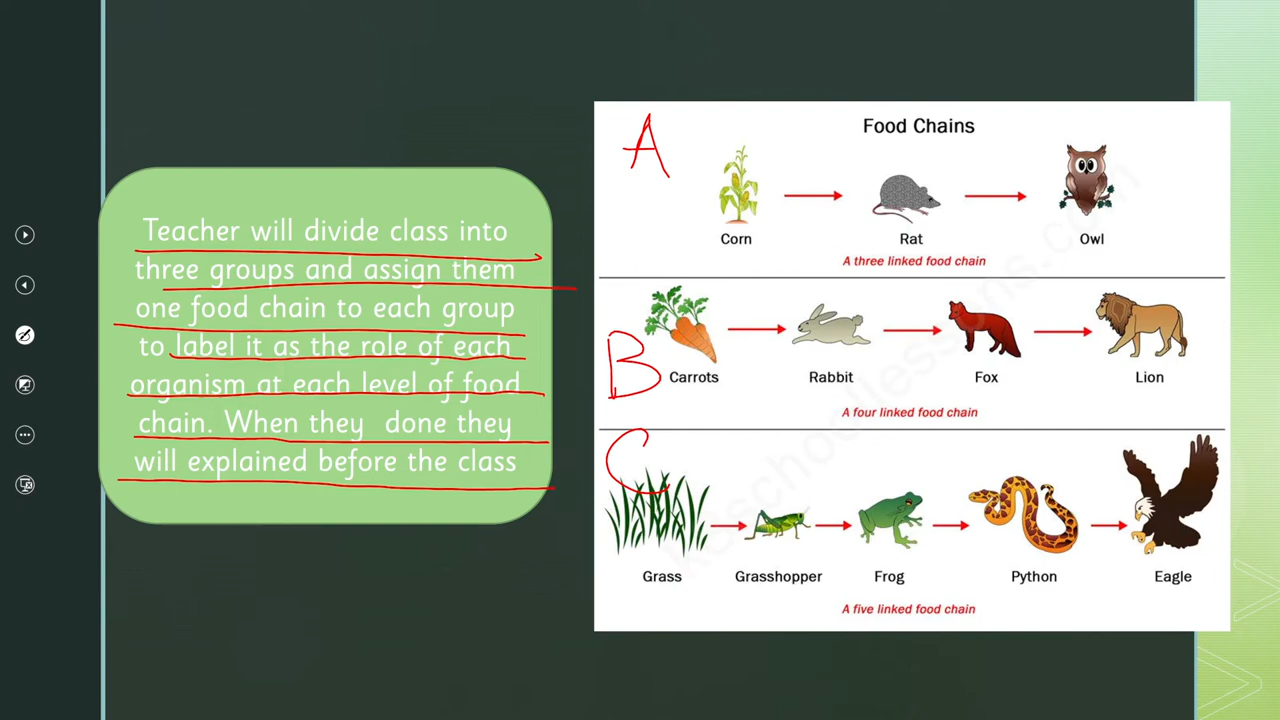 Teacher will divide class into
three groups and assign them
one food chain to each group
to label it as the role of each
organism at each level of food
chain. When they done they
will explained before the class
A
Food Chains
Corn Rat Owl
A three linked food chain
B
Carrots Rabbit Fox Lion
A four linked food chain
C
Grass Grasshopper Frog Python Eagle
A five linked food chain